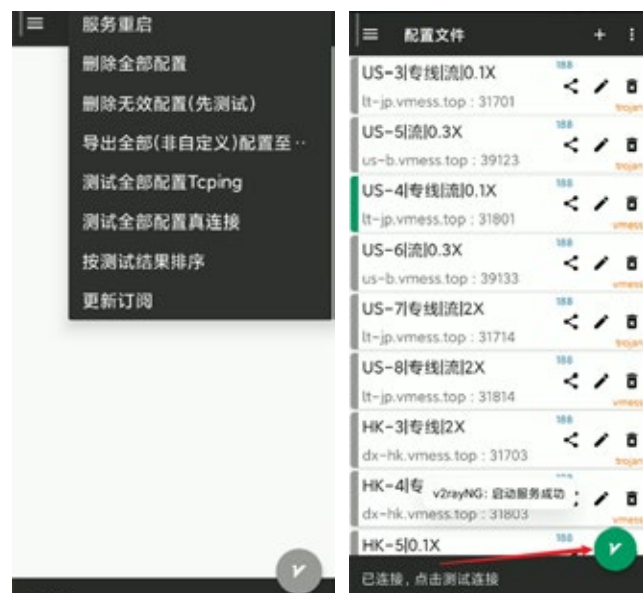 服务重启
删除全部配置
删除无效配置(先测试)
导出全部(非自定义)配置至··
测试全部配置Tcping
测试全部配置真连接
按测试结果排序
更新订阅
配置文件
US-3|专线|流|0.1X
188
lt-jp.vmess.top : 31701
trojan
US-5|流|0.3X
188
us-b.vmess.top : 39123
trojan
US-4|专线|流|0.1X
188
lt-jp.vmess.top : 31801
vmess
US-6|流|0.3X
188
us-b.vmess.top : 39133
vmess
US-7|专线|流|2X
188
lt-jp.vmess.top : 31714
trojan
US-8|专线|流|2X
188
lt-jp.vmess.top : 31814
vmess
HK-3|专线|2X
188
dx-hk.vmess.top : 31703
trojan
HK-4|专
v2rayNG: 启动服务成功
dx-hk.vmess.top : 31803
vmess
HK-5|0.1X
188
已连接，点击测试连接